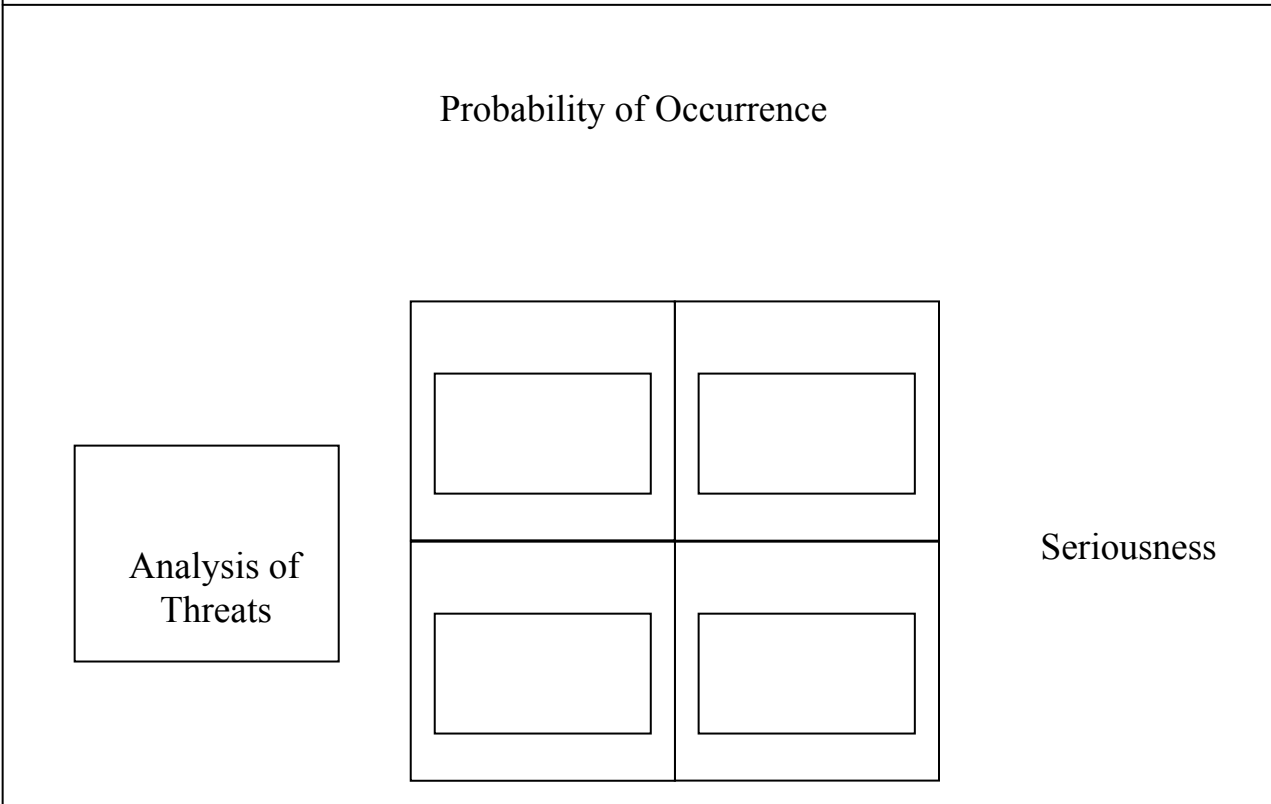 Probability of Occurrence
Seriousness
Analysis of
Threats